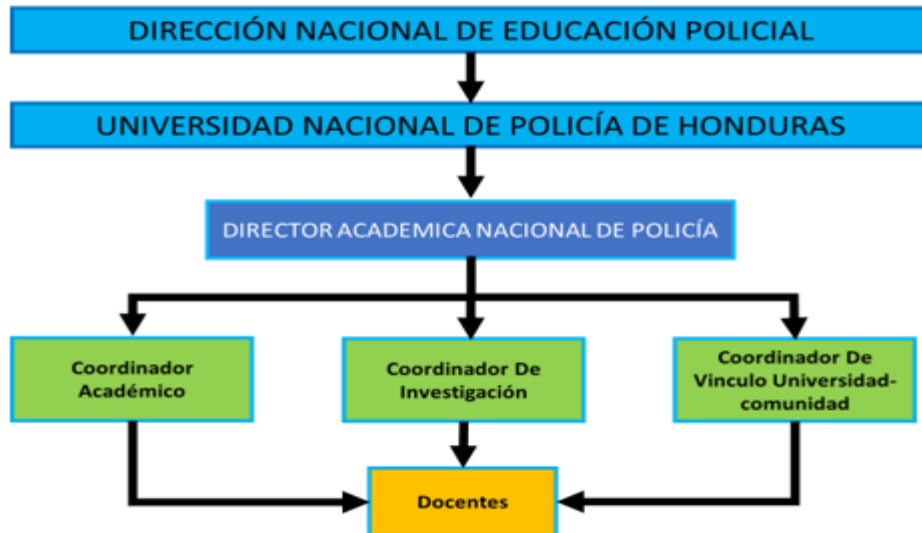 DIRECCIÓN NACIONAL DE EDUCACIÓN POLICIAL
UNIVERSIDAD NACIONAL DE POLICÍA DE HONDURAS
DIRECTOR ACADEMICA NACIONAL DE POLICÍA
Coordinador
Académico
Coordinador De
Investigación
Coordinador De
Vinculo Universidad-
comunidad
Docentes